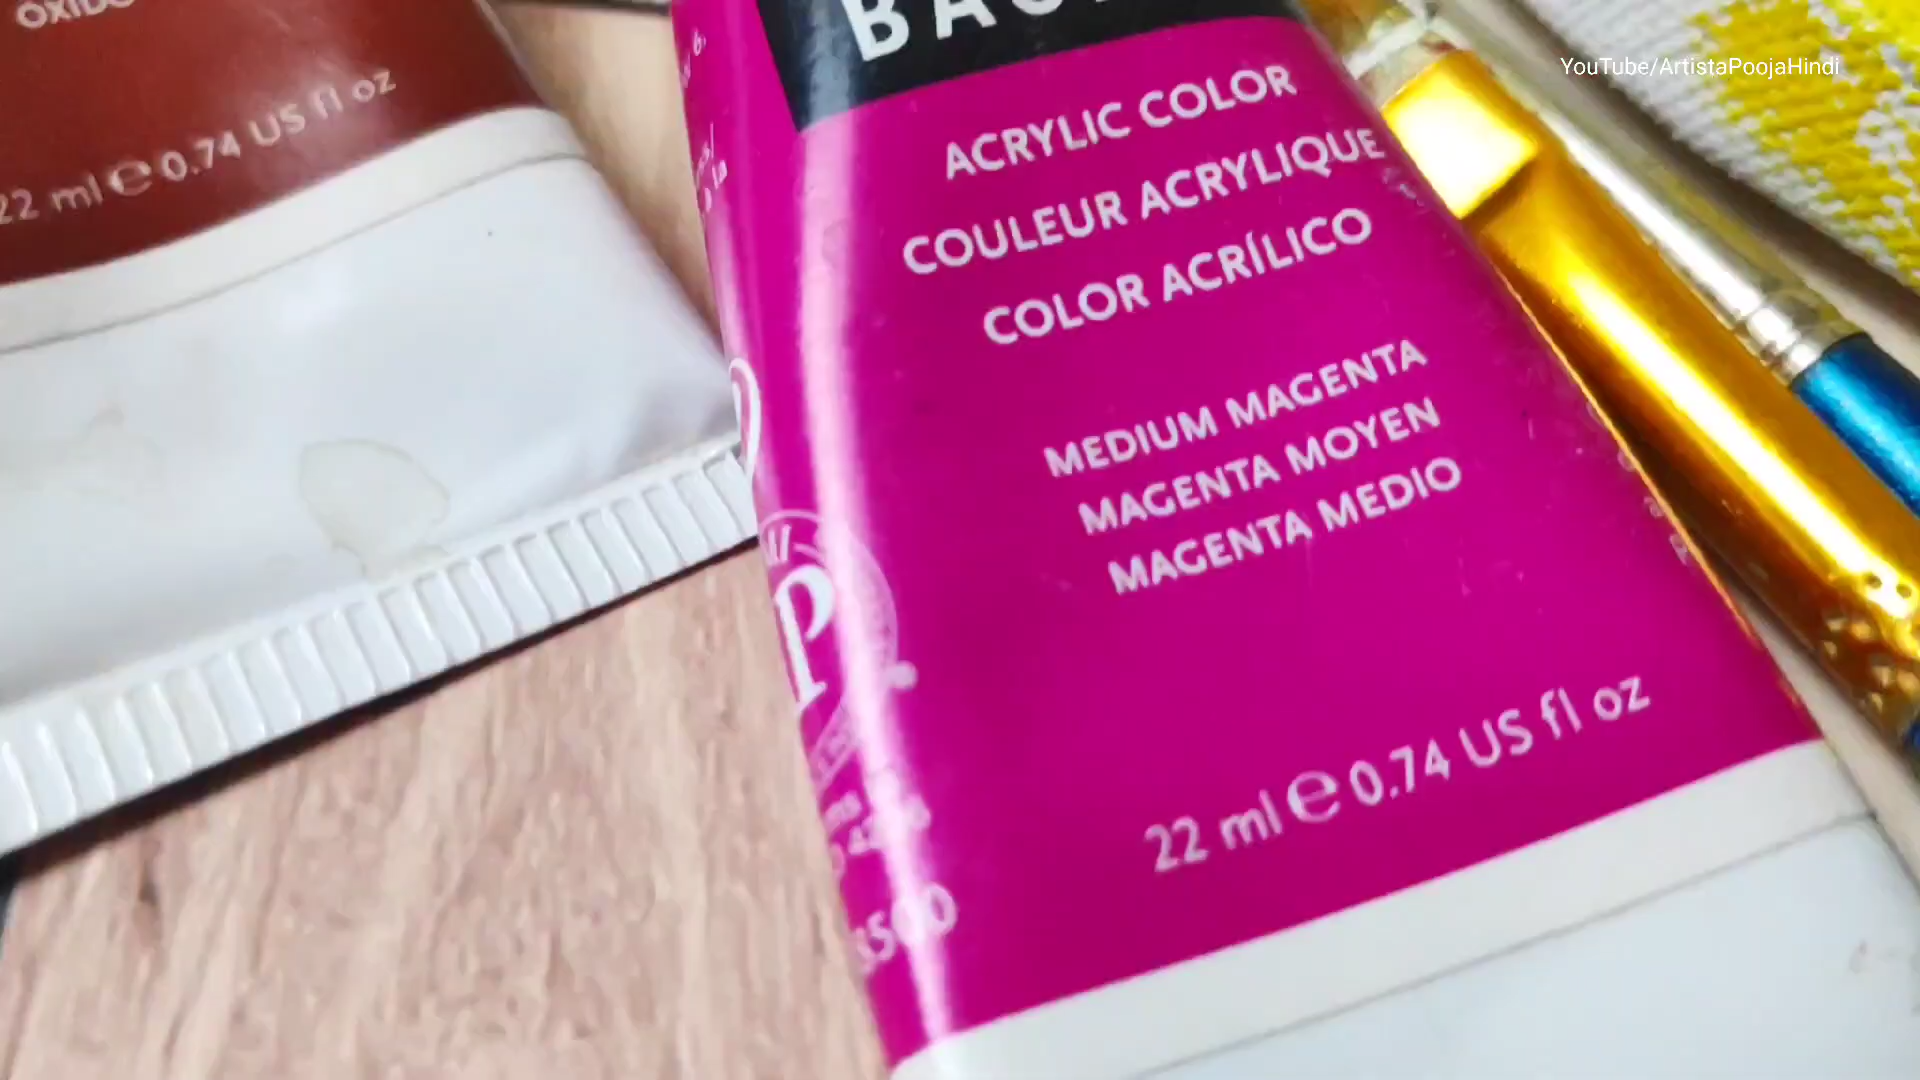 YouTube/ArtistaPoojaHindi
22 ml e 0.74 US fl oz
ACRYLIC COLOR
COULEUR ACRYLIQUE
COLOR ACRÍLICO
MEDIUM MAGENTA
MAGENTA MOYEN
MAGENTA MEDIO
22 ml e 0.74 US fl oz